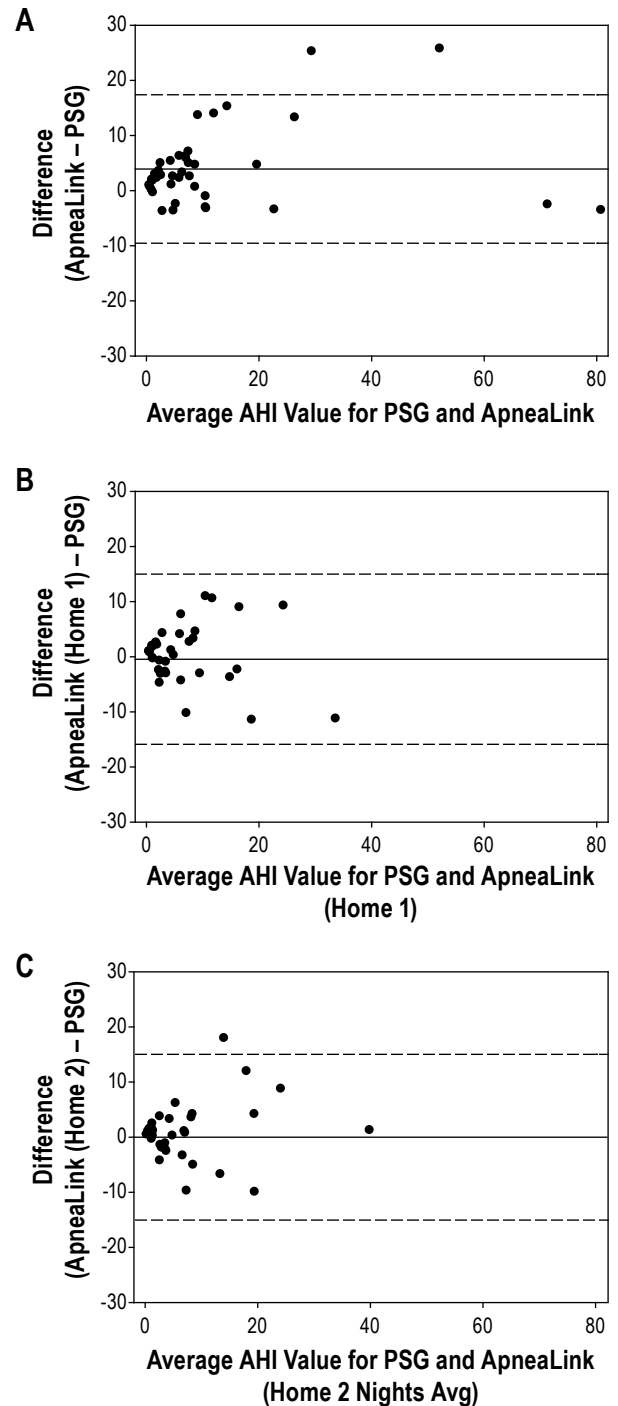 A
Difference
(ApneaLink – PSG)
30
20
10
0
-10
-20
-30
0 20 40 60 80
Average AHI Value for PSG and ApneaLink
B
Difference
(ApneaLink (Home 1) – PSG)
30
20
10
0
-10
-20
-30
0 20 40 60 80
Average AHI Value for PSG and ApneaLink
(Home 1)
C
Difference
(ApneaLink (Home 2) – PSG)
30
20
10
0
-10
-20
-30
0 20 40 60 80
Average AHI Value for PSG and ApneaLink
(Home 2 Nights Avg)